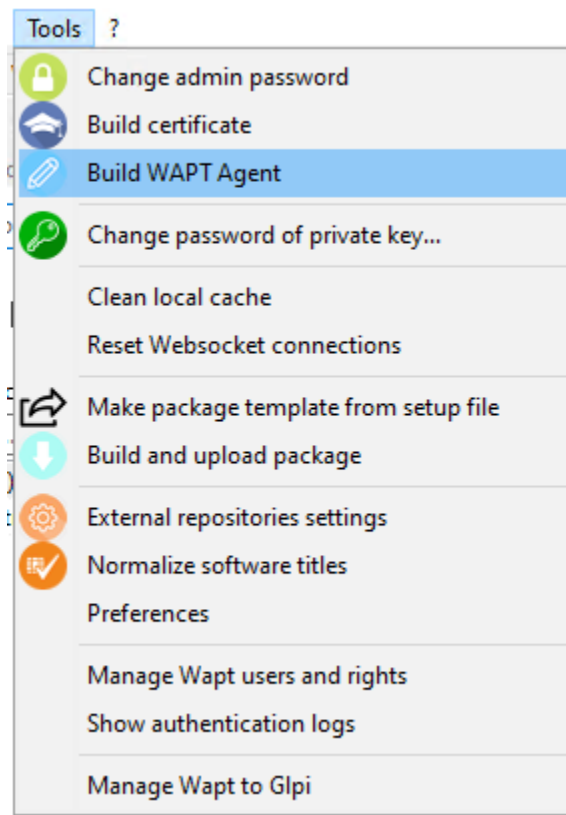 Tools ?
Change admin password
Build certificate
Build WAPT Agent
Change password of private key...
Clean local cache
Reset Websocket connections
Make package template from setup file
Build and upload package
External repositories settings
Normalize software titles
Preferences
Manage Wapt users and rights
Show authentication logs
Manage Wapt to Glpi